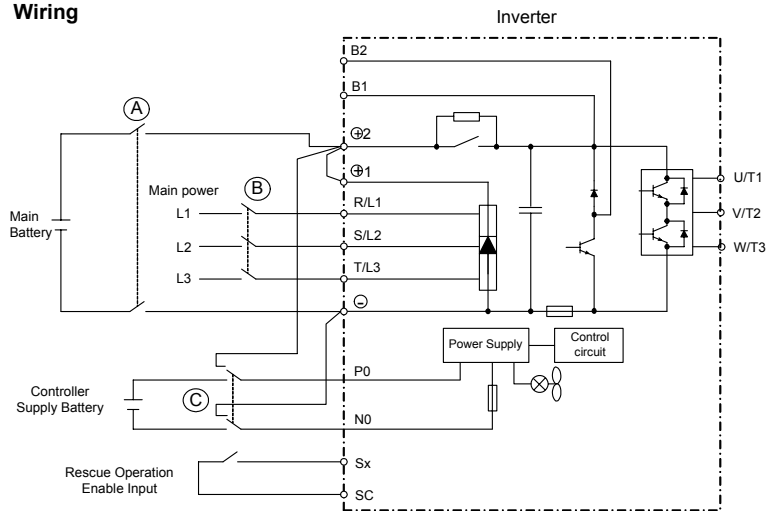 Wiring
Inverter
B2
B1
A
⊕2
⊕1
Main power
B
R/L1
L1
S/L2
L2
T/L3
L3
Main
Battery
⊖
U/T1
V/T2
W/T3
Power Supply
Control
circuit
P0
Controller
Supply Battery
C
N0
Rescue Operation
Enable Input
Sx
SC